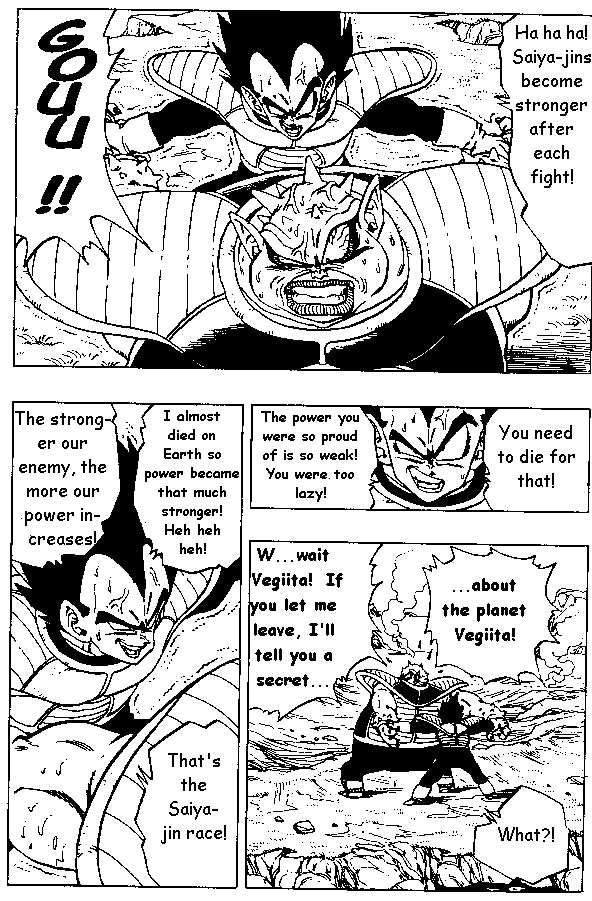 GOUU !!
Ha ha ha!
Saiya-jins
become
stronger
after
each
fight!
The strong-
er our
enemy, the
more our
power in-
creases!
I almost
died on
Earth so
power became
that much
stronger!
Heh heh
heh!
That's
the
Saiya-
jin race!
The power you
were so proud
of is so weak!
You were too
lazy!
You need
to die for
that!
W...wait
Vegiita! If
you let me
leave, I'll
tell you a
secret...
...about
the planet
Vegiita!
What?!